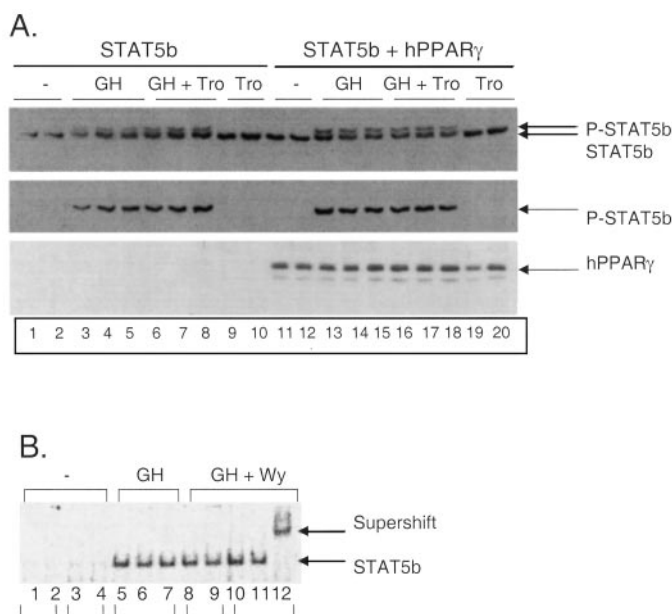 A.
STAT5b STAT5b + hPPARγ
- GH GH + Tro Tro - GH GH + Tro Tro
P-STAT5b
STAT5b
P-STAT5b
hPPARγ
1 2 3 4 5 6 7 8 9 10 11 12 13 14 15 16 17 18 19 20
B.
- GH GH + Wy
Supershift
STAT5b
1 2 3 4 5 6 7 8 9 10 11 12